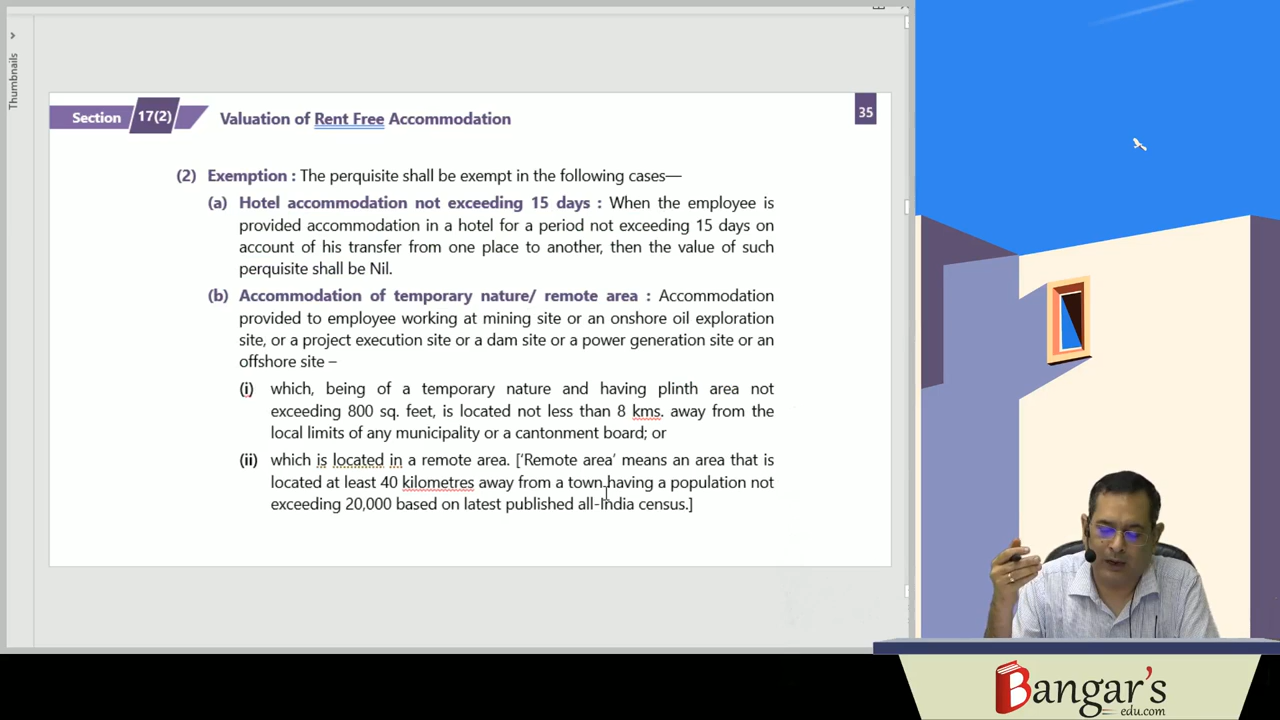 Thumbnails
Section 17(2) Valuation of Rent Free Accommodation 35
(2) Exemption : The perquisite shall be exempt in the following cases—
(a) Hotel accommodation not exceeding 15 days : When the employee is
provided accommodation in a hotel for a period not exceeding 15 days on
account of his transfer from one place to another, then the value of such
perquisite shall be Nil.
(b) Accommodation of temporary nature/ remote area : Accommodation
provided to employee working at mining site or an onshore oil exploration
site, or a project execution site or a dam site or a power generation site or an
offshore site –
(i) which, being of a temporary nature and having plinth area not
exceeding 800 sq. feet, is located not less than 8 kms. away from the
local limits of any municipality or a cantonment board; or
(ii) which is located in a remote area. [‘Remote area’ means an area that is
located at least 40 kilometres away from a town having a population not
exceeding 20,000 based on latest published all-India census.]
Bangar's
edu.com